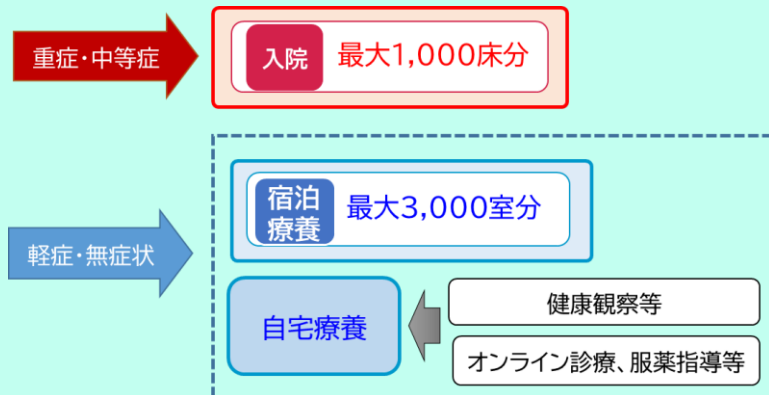 重症・中等症
入院
最大1,000床分
軽症・無症状
宿泊
療養
最大3,000室分
自宅療養
健康観察等
オンライン診療、服薬指導等